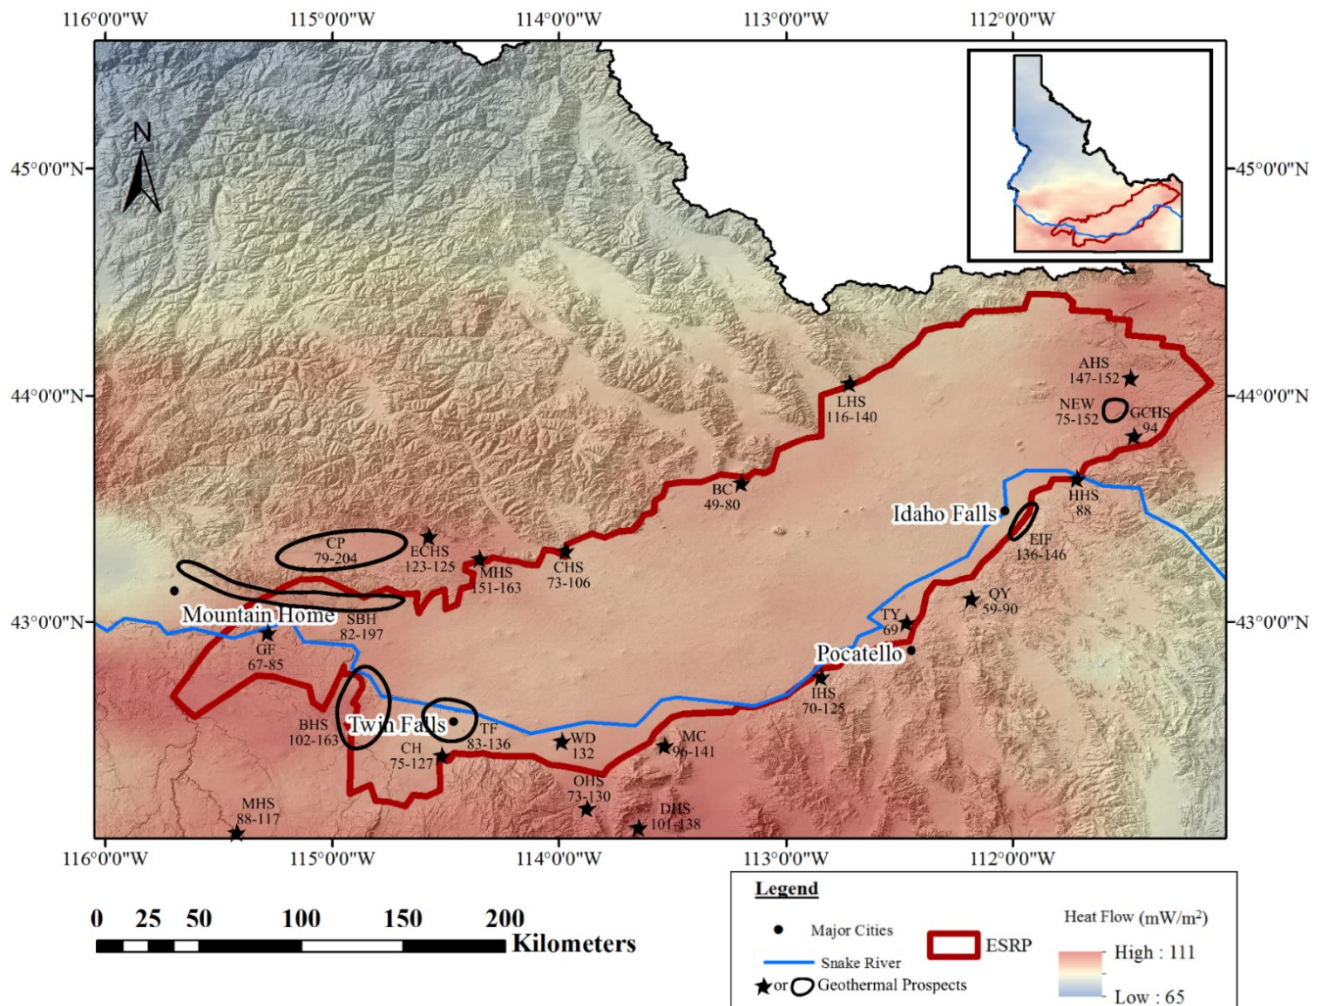 116°0'0"W 115°0'0"W 114°0'0"W 113°0'0"W 112°0'0"W
N
45°0'0"N 45°0'0"N
44°0'0"N 44°0'0"N
43°0'0"N 43°0'0"N
AHS
147-152
NEW
75-152
GCHS
94
LHS
116-140
BC
49-80
HHS
88
Idaho Falls
EIF
136-146
CP
79-204
ECHS
123-125
MHS
151-163
CHS
73-106
QY
59-90
Mountain Home
SBH
82-197
TY
69
GF
67-85
Pocatello
IHS
70-125
BHS
102-163
Twin Falls
TF
83-136
CH
75-127
WD
132
MC
96-141
OHS
73-130
DHS
101-138
MHS
88-117
116°0'0"W 115°0'0"W 114°0'0"W 113°0'0"W 112°0'0"W
0 25 50 100 150 200
Kilometers
Legend
Major Cities
Snake River
or Geothermal Prospects
ESRP
Heat Flow (mW/m²)
High : 111
Low : 65